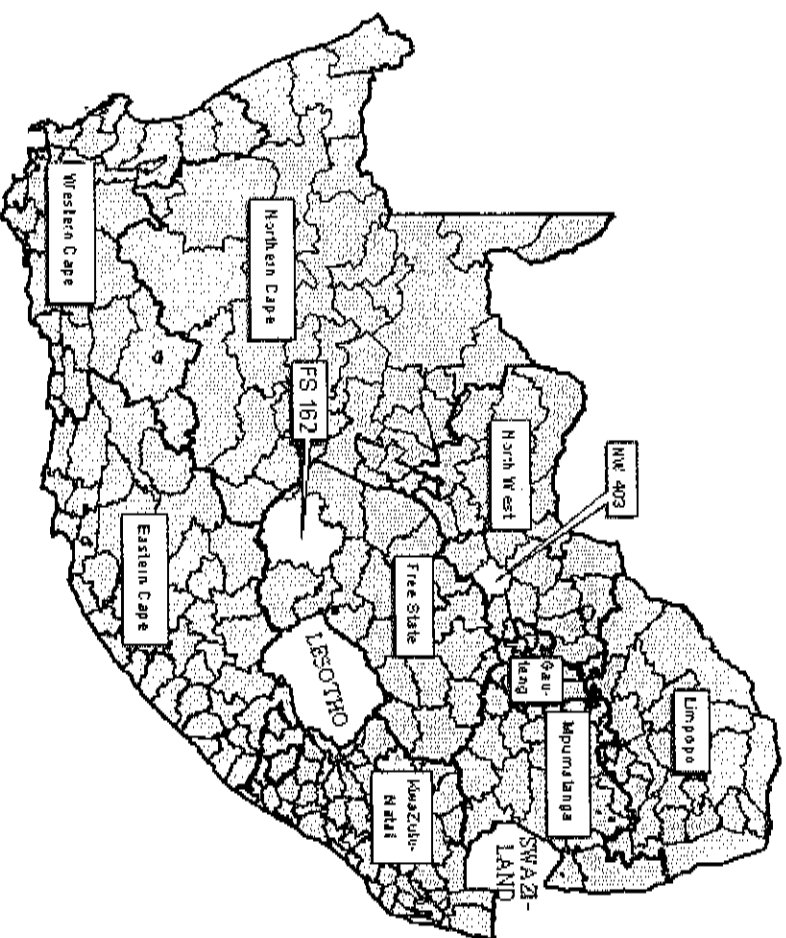 Limpopo
NW 403
North West
Gau-
teng
Mpumalanga
SWAZI-
LAND
Free State
KwaZulu-
Natal
FS 162
LESOTHO
Northern Cape
Eastern Cape
Western Cape